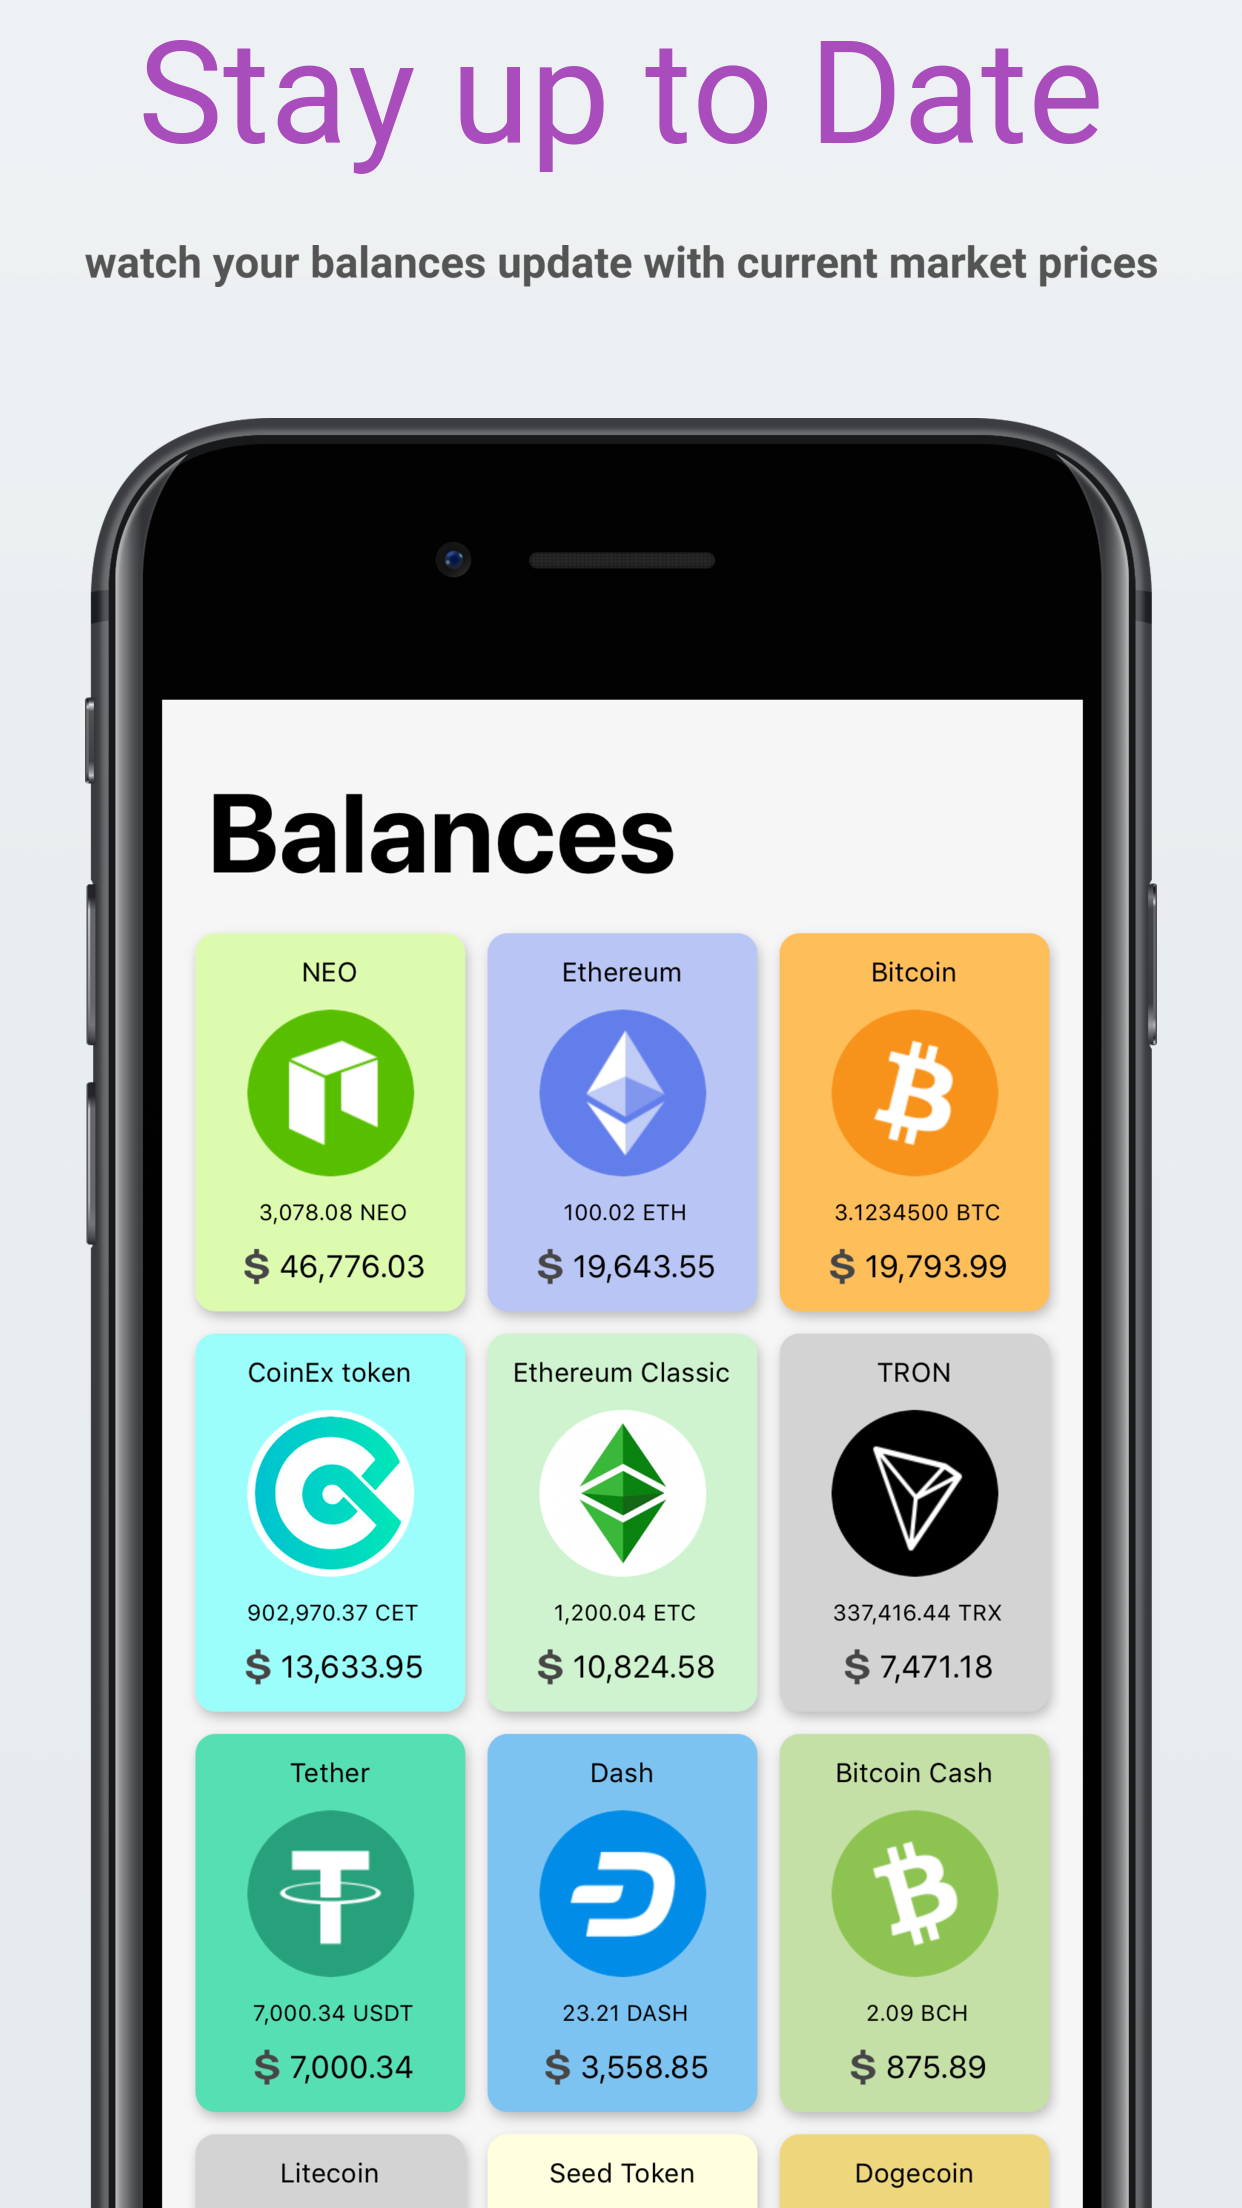 Stay up to Date
watch your balances update with current market prices
Balances
NEO
3,078.08 NEO
$ 46,776.03
Ethereum
100.02 ETH
$ 19,643.55
Bitcoin
3.1234500 BTC
$ 19,793.99
CoinEx token
902,970.37 CET
$ 13,633.95
Ethereum Classic
1,200.04 ETC
$ 10,824.58
TRON
337,416.44 TRX
$ 7,471.18
Tether
7,000.34 USDT
$ 7,000.34
Dash
23.21 DASH
$ 3,558.85
Bitcoin Cash
2.09 BCH
$ 875.89
Litecoin
Seed Token
Dogecoin